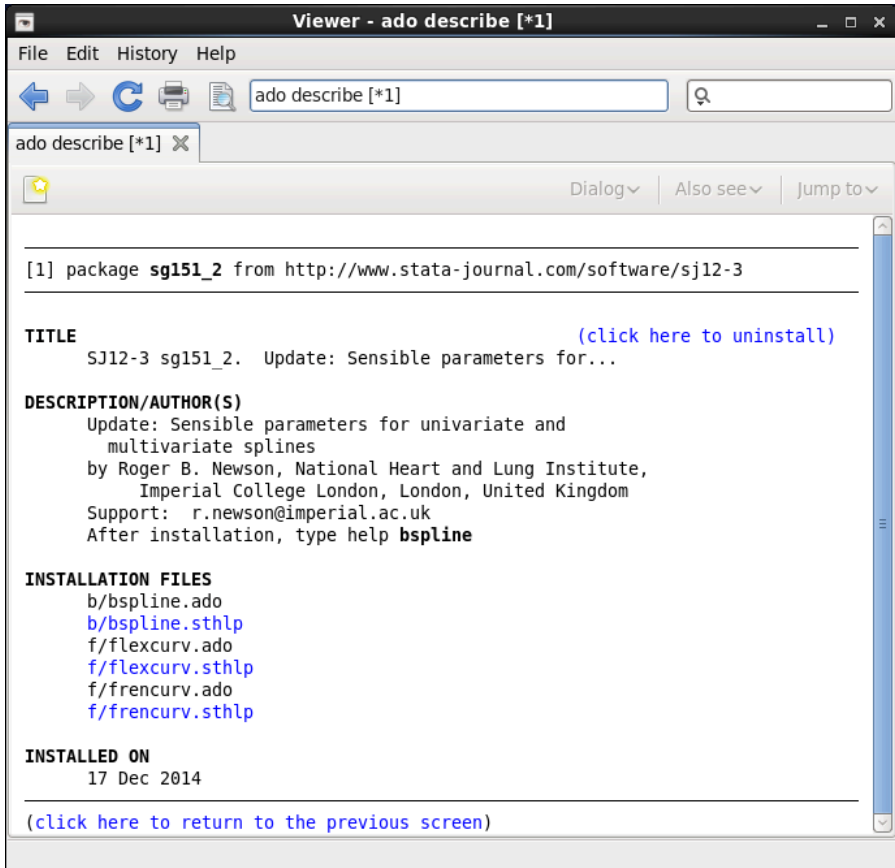 Viewer - ado describe [*1]
File Edit History Help
ado describe [*1]
ado describe [*1]
Dialog Also see Jump to
[1] package sg151_2 from http://www.stata-journal.com/software/sj12-3
TITLE (click here to uninstall)
SJ12-3 sg151_2. Update: Sensible parameters for...
DESCRIPTION/AUTHOR(S)
Update: Sensible parameters for univariate and
multivariate splines
by Roger B. Newson, National Heart and Lung Institute,
Imperial College London, London, United Kingdom
Support: r.newson@imperial.ac.uk
After installation, type help bspline
INSTALLATION FILES
b/bspline.ado
b/bspline.sthlp
f/flexcurv.ado
f/flexcurv.sthlp
f/frencurv.ado
f/frencurv.sthlp
INSTALLED ON
17 Dec 2014
(click here to return to the previous screen)